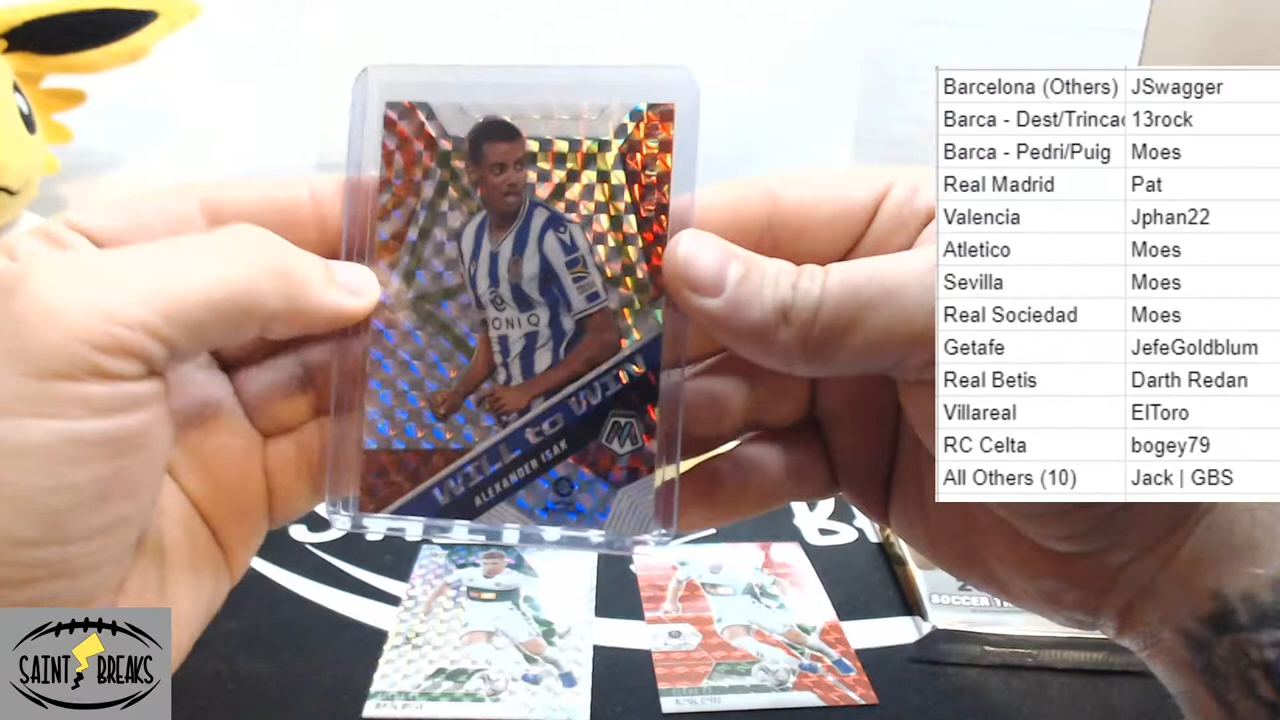 Barcelona (Others) JSwagger
Barca - Dest/Trincao 13rock
Barca - Pedri/Puig Moes
Real Madrid Pat
Valencia Jphan22
Atletico Moes
Sevilla Moes
Real Sociedad Moes
Getafe JefeGoldblum
Real Betis Darth Redan
Villareal ElToro
RC Celta bogey79
All Others (10) Jack | GBS
ONIQ
WILL to WIN
ALEXANDER ISAK
M
SOCCER
SAINT BREAKS